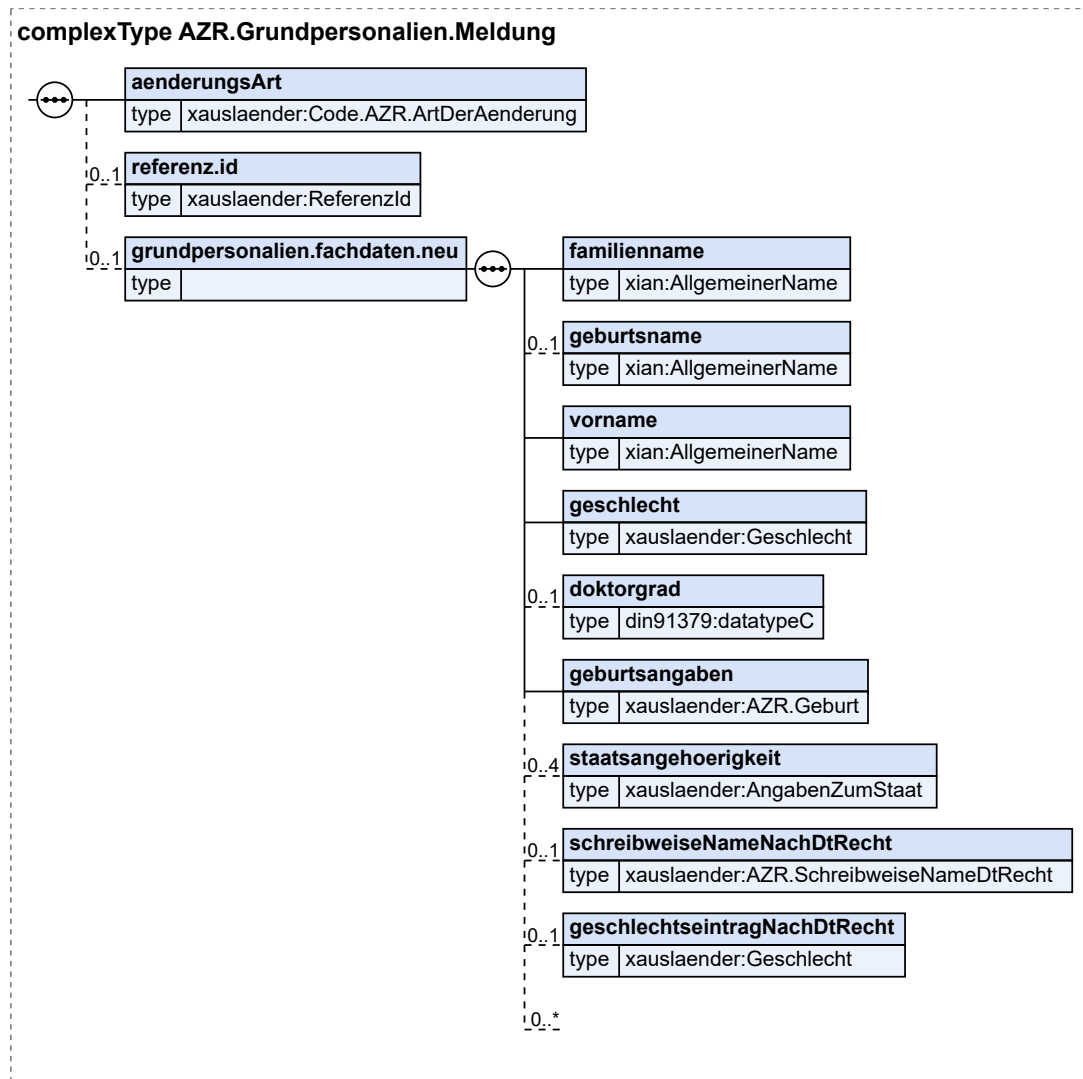 complexType AZR.Grundpersonalien.Meldung
aenderungsArt
type xauslaender:Code.AZR.ArtDerAenderung
0..1 referenz.id
type xauslaender:ReferenzId
0..1 grundpersonalien.fachdaten.neu
type
familienname
type xian:AllgemeinerName
0..1 geburtsname
type xian:AllgemeinerName
vorname
type xian:AllgemeinerName
geschlecht
type xauslaender:Geschlecht
0..1 doktorgrad
type din91379:datatypeC
geburtsangaben
type xauslaender:AZR.Geburt
0..4 staatsangehoerigkeit
type xauslaender:AngabenZumStaat
0..1 schreibweiseNameNachDtRecht
type xauslaender:AZR.SchreibweiseNameDtRecht
0..1 geschlechtseintragNachDtRecht
type xauslaender:Geschlecht
0..*